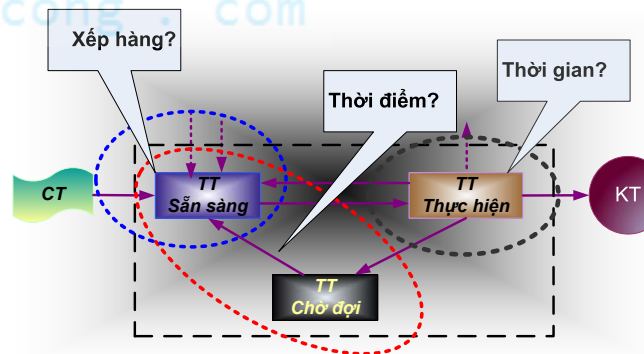 cong . com
Xếp hàng?
Thời gian?
Thời điểm?
CT
TT
Sẵn sàng
TT
Thực hiện
KT
TT
Chờ đợi